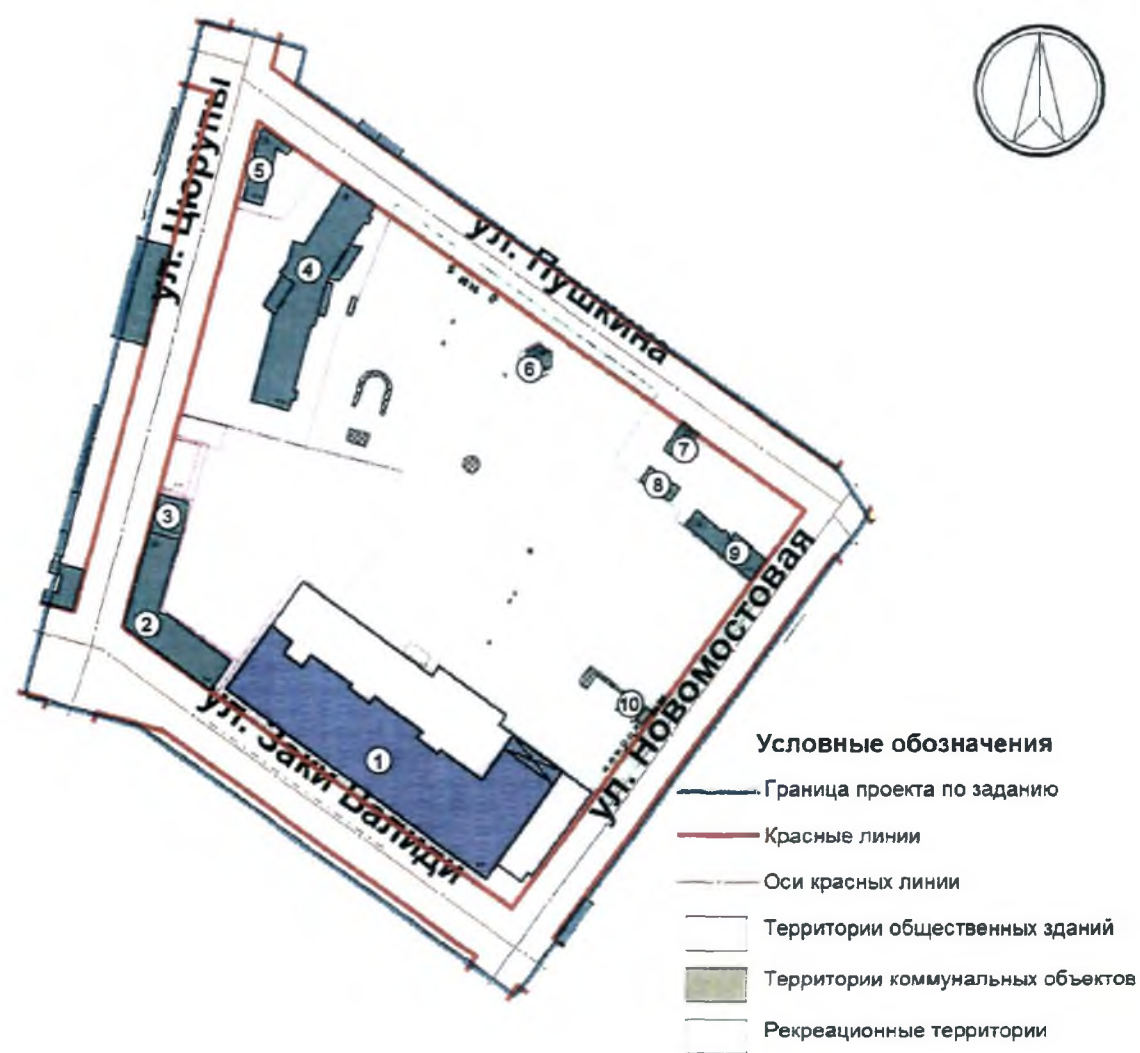 ул. Цюрупы
ул. Пушкина
5
4
6
7
8
3
9
2
ул. Новомостовая
10
ул. Заки Валиди
1
Условные обозначения
Граница проекта по заданию
Красные линии
Оси красных линии
Территории общественных зданий
Территории коммунальных объектов
Рекреационные территории